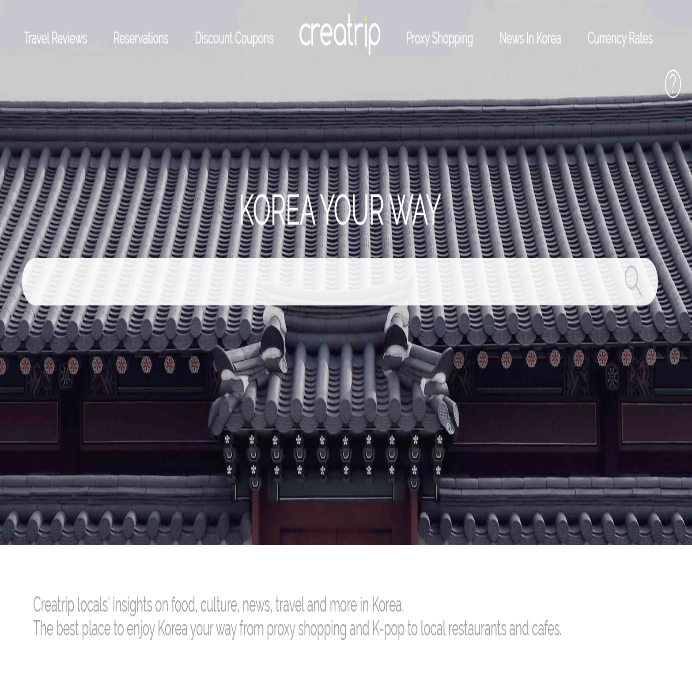 Travel Reviews
Reservations
Discount Coupons
creatrip
Proxy Shopping
News In Korea
Currency Rates
?
KOREA YOUR WAY
Creatrip locals' insights on food, culture, news, travel and more in Korea.
The best place to enjoy Korea your way from proxy shopping and K-pop to local restaurants and cafes.